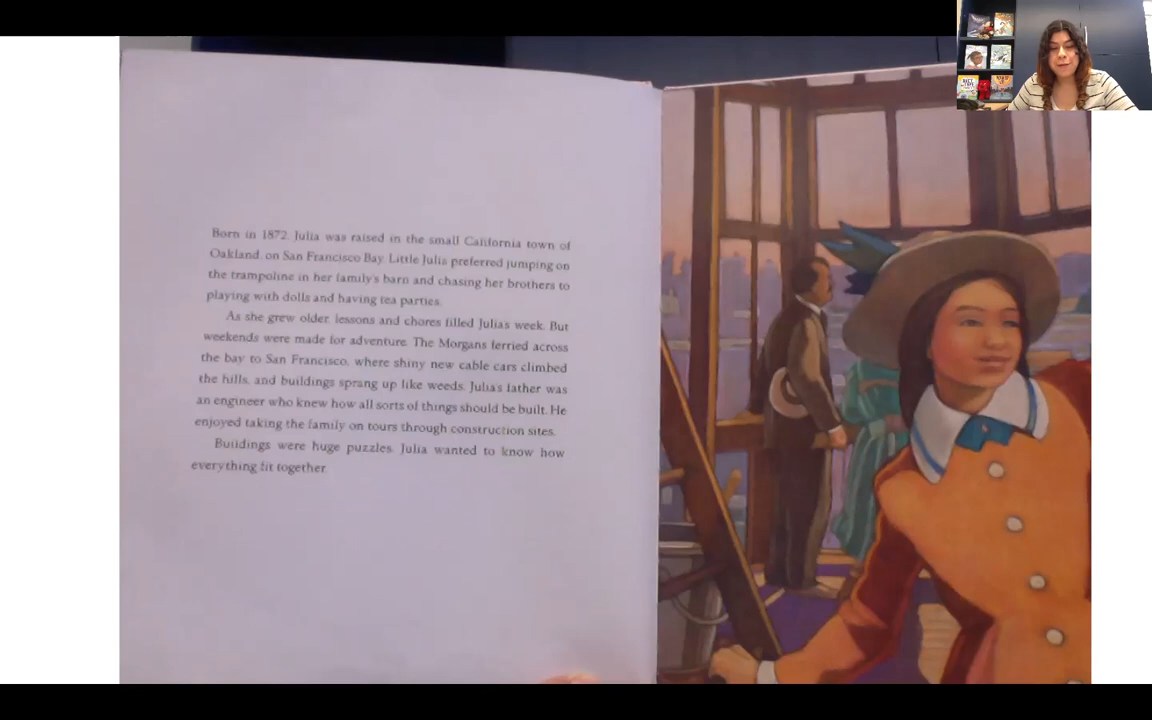 Born in 1872, Julia was raised in the small California town of
Oakland, on San Francisco Bay. Little Julia preferred jumping on
the trampoline in her family's barn and chasing her brothers to
playing with dolls and having tea parties.
As she grew older, lessons and chores filled Julia's week. But
weekends were made for adventure. The Morgans ferried across
the bay to San Francisco, where shiny new cable cars climbed
the hills, and buildings sprang up like weeds. Julia's father was
an engineer who knew how all sorts of things should be built. He
enjoyed taking the family on tours through construction sites.
Buildings were huge puzzles. Julia wanted to know how
everything fit together.